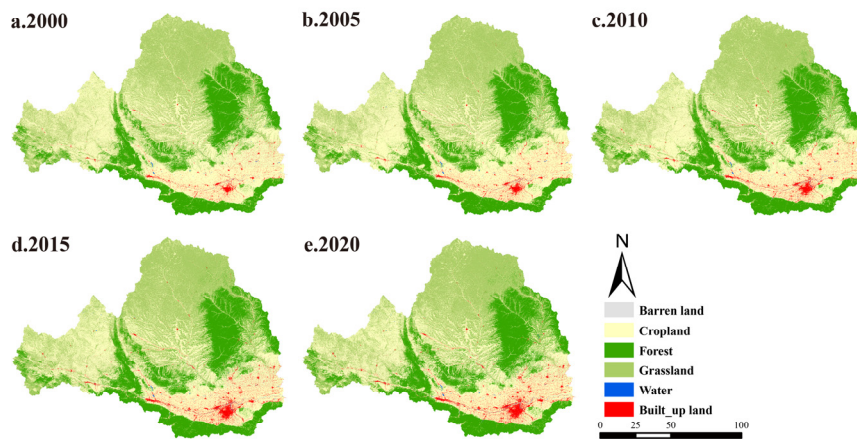 a.2000
b.2005
c.2010
d.2015
e.2020
N
Barren land
Cropland
Forest
Grassland
Water
Built_up land
0 25 50 100